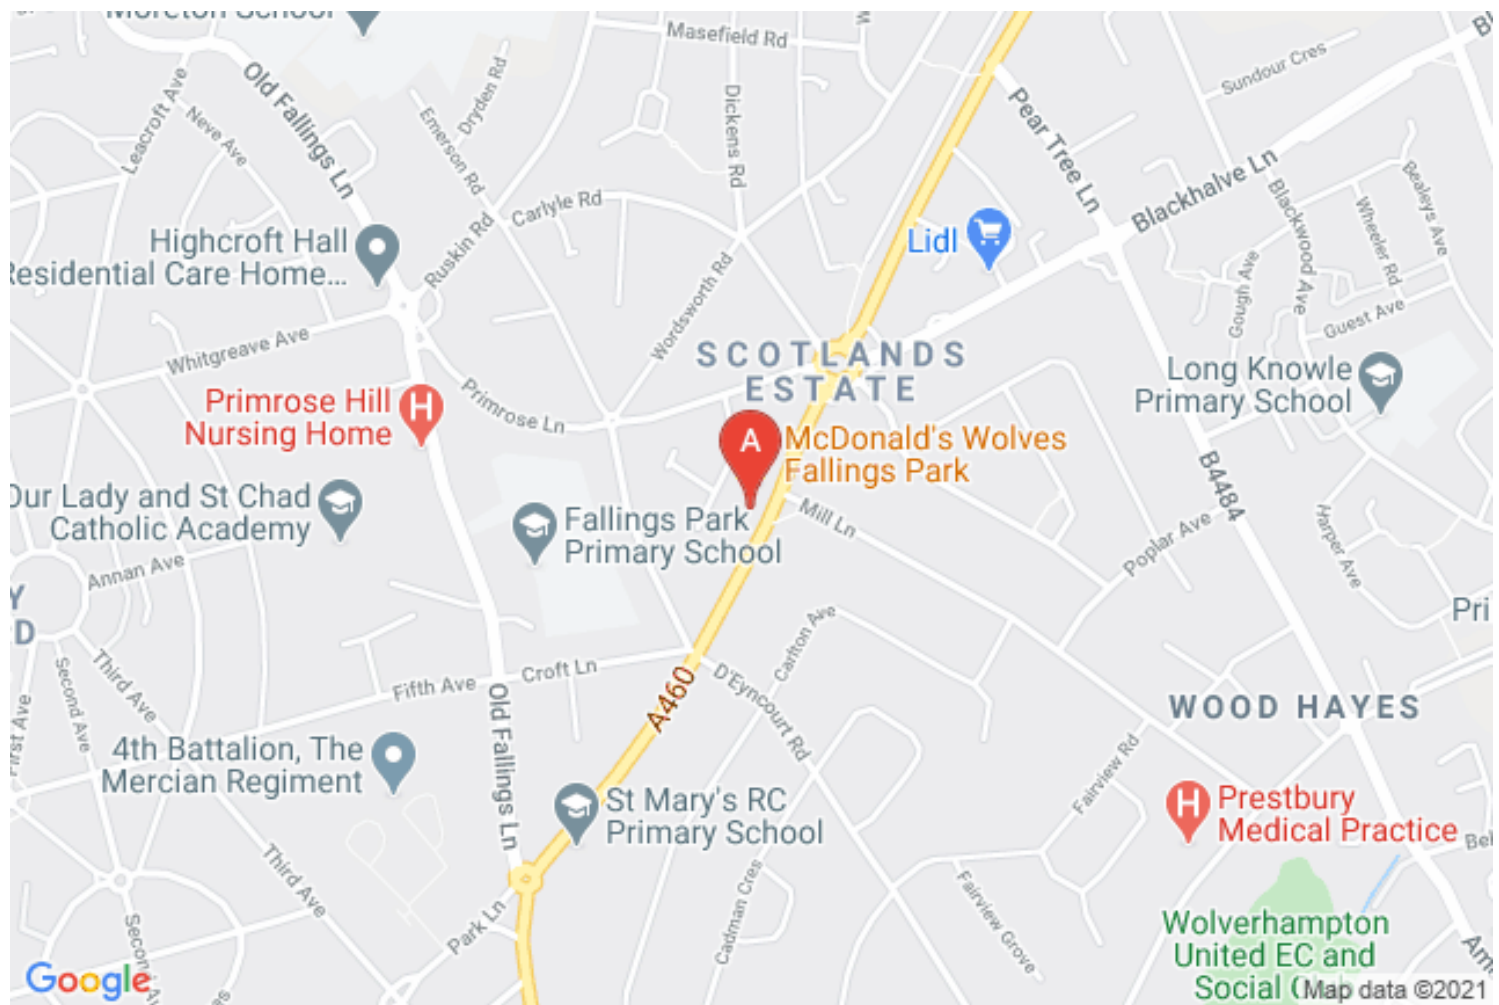 Moreton School
Masefield Rd
Sundour Cres
Old Fallings Ln
Leacroft Ave
Neve Ave
Dryden Rd
Emerson Rd
Dickens Rd
Pear Tree Ln
Blackhalve Ln
Bealeys Ave
Blackwood Ave
Wheeler Rd
Carlyle Rd
Ruskin Rd
Highcroft Hall
Residential Care Home...
Lidl
Wordsworth Rd
Gough Ave
Guest Ave
Whitgreave Ave
SCOTLANDS
ESTATE
Long Knowle
Primary School
Primrose Hill
Nursing Home
H
Primrose Ln
A
McDonald's Wolves
Fallings Park
B4484
Our Lady and St Chad
Catholic Academy
Fallings Park
Primary School
Mill Ln
Poplar Ave
Harper Ave
Annan Ave
Y
D
Pri
Carlton Ave
Second Ave
Third Ave
First Ave
Fifth Ave
Croft Ln
A460
D'Eyncourt Rd
WOOD HAYES
Old Fallings Ln
4th Battalion, The
Mercian Regiment
Fairview Rd
St Mary's RC
Primary School
H
Prestbury
Medical Practice
Third Ave
Park Ln
Cadman Cres
Fairview Grove
Wolverhampton
United EC and
Social
Google
Map data ©2021